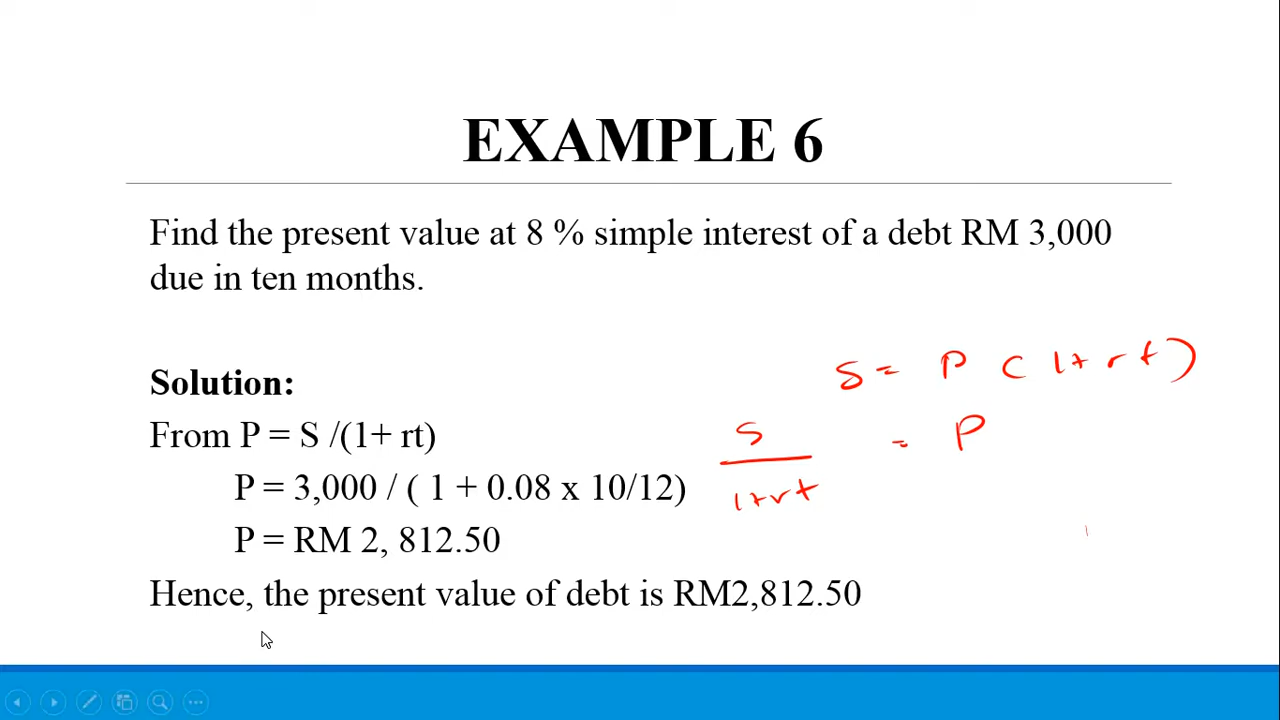 EXAMPLE 6
Find the present value at 8 % simple interest of a debt RM 3,000
due in ten months.
Solution:
S = P (1+rt)
From P = S /(1+ rt)
S/(1+rt) = P
P = 3,000 / ( 1 + 0.08 x 10/12)
P = RM 2, 812.50
Hence, the present value of debt is RM2,812.50